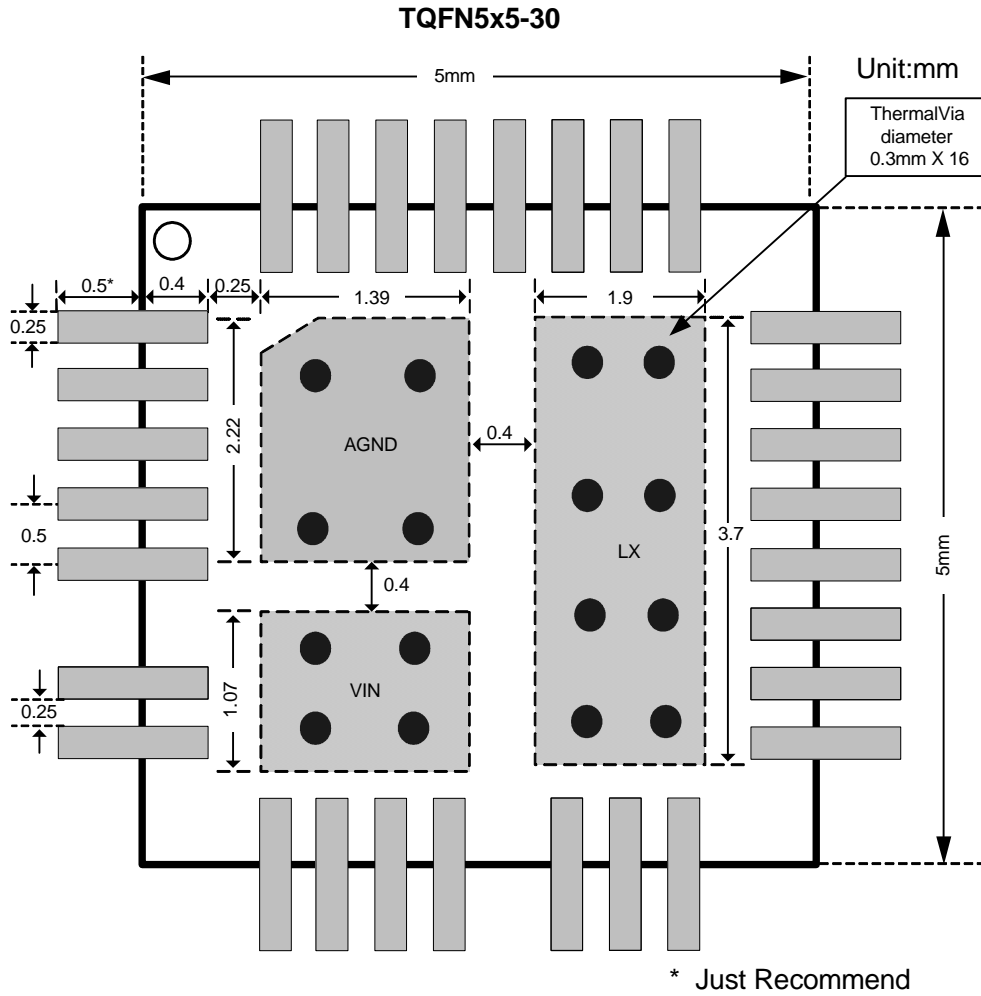 TQFN5x5-30
5mm
Unit:mm
ThermalVia
diameter
0.3mm X 16
0.5*
0.4
0.25
1.39
1.9
0.25
2.22
AGND
0.4
0.5
LX
3.7
5mm
0.4
1.07
VIN
0.25
* Just Recommend